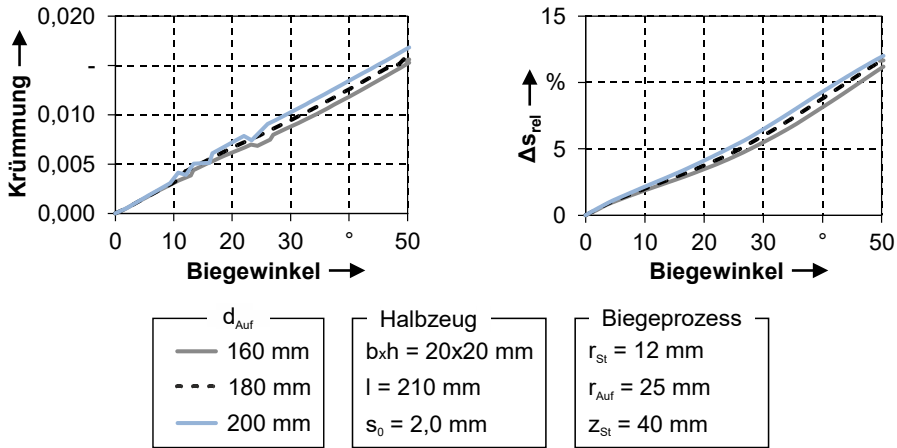 0,020
-
0,010
0,005
0,000
Krümmung
0 10 20 30 ° 50
Biegewinkel
15
%
5
0
Δs_rel
0 10 20 30 ° 50
Biegewinkel
d_Auf
160 mm
180 mm
200 mm
Halbzeug
bxh = 20x20 mm
l = 210 mm
s_0 = 2,0 mm
Biegeprozess
r_St = 12 mm
r_Auf = 25 mm
z_St = 40 mm